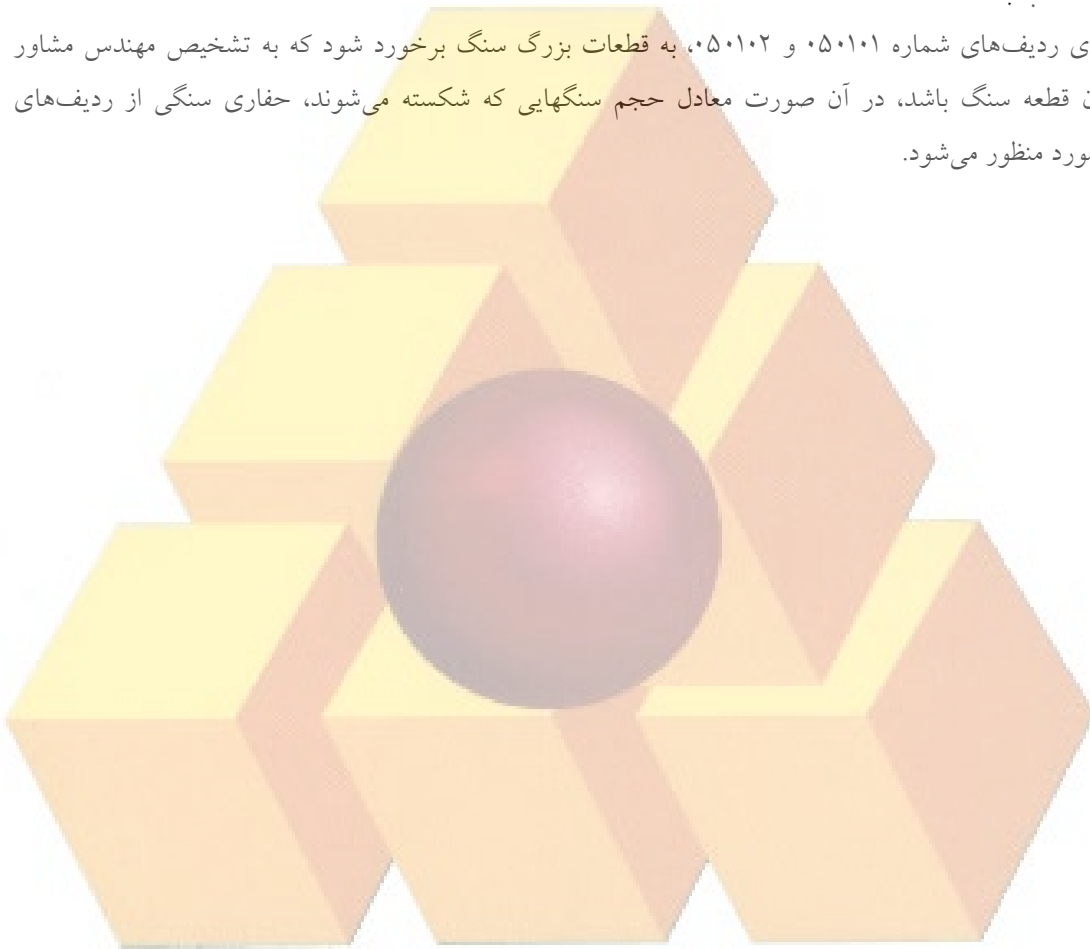 ی ردیف‌های شماره ۰۵۰۱۰۱ و ۰۵۰۱۰۲، به قطعات بزرگ سنگ برخورد شود که به تشخیص مهندس مشاور
ن قطعه سنگ باشد، در آن صورت معادل حجم سنگهایی که شکسته می‌شوند، حفاری سنگی از ردیف‌های
ورد منظور می‌شود.